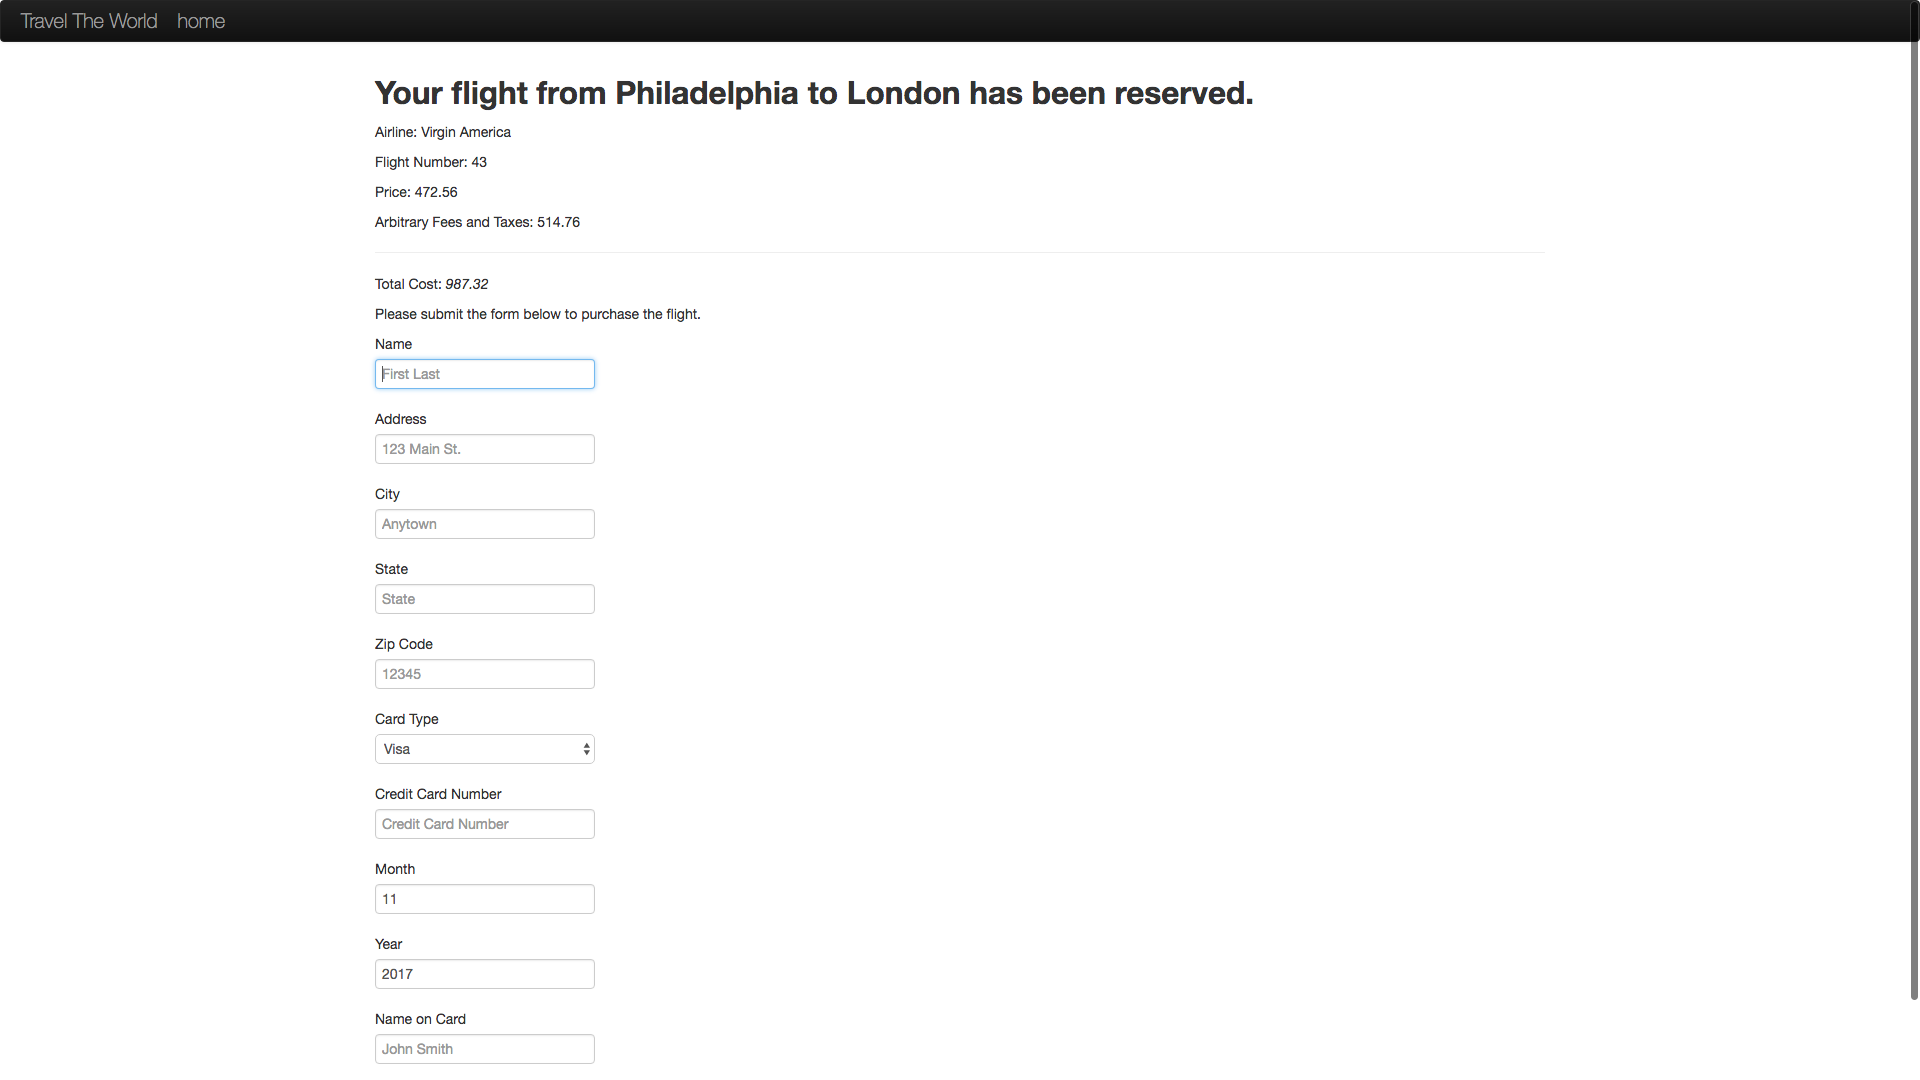 Travel The World home
Your flight from Philadelphia to London has been reserved.
Airline: Virgin America
Flight Number: 43
Price: 472.56
Arbitrary Fees and Taxes: 514.76
Total Cost: 987.32
Please submit the form below to purchase the flight.
Name
First Last
Address
123 Main St.
City
Anytown
State
State
Zip Code
12345
Card Type
Visa
Credit Card Number
Credit Card Number
Month
11
Year
2017
Name on Card
John Smith